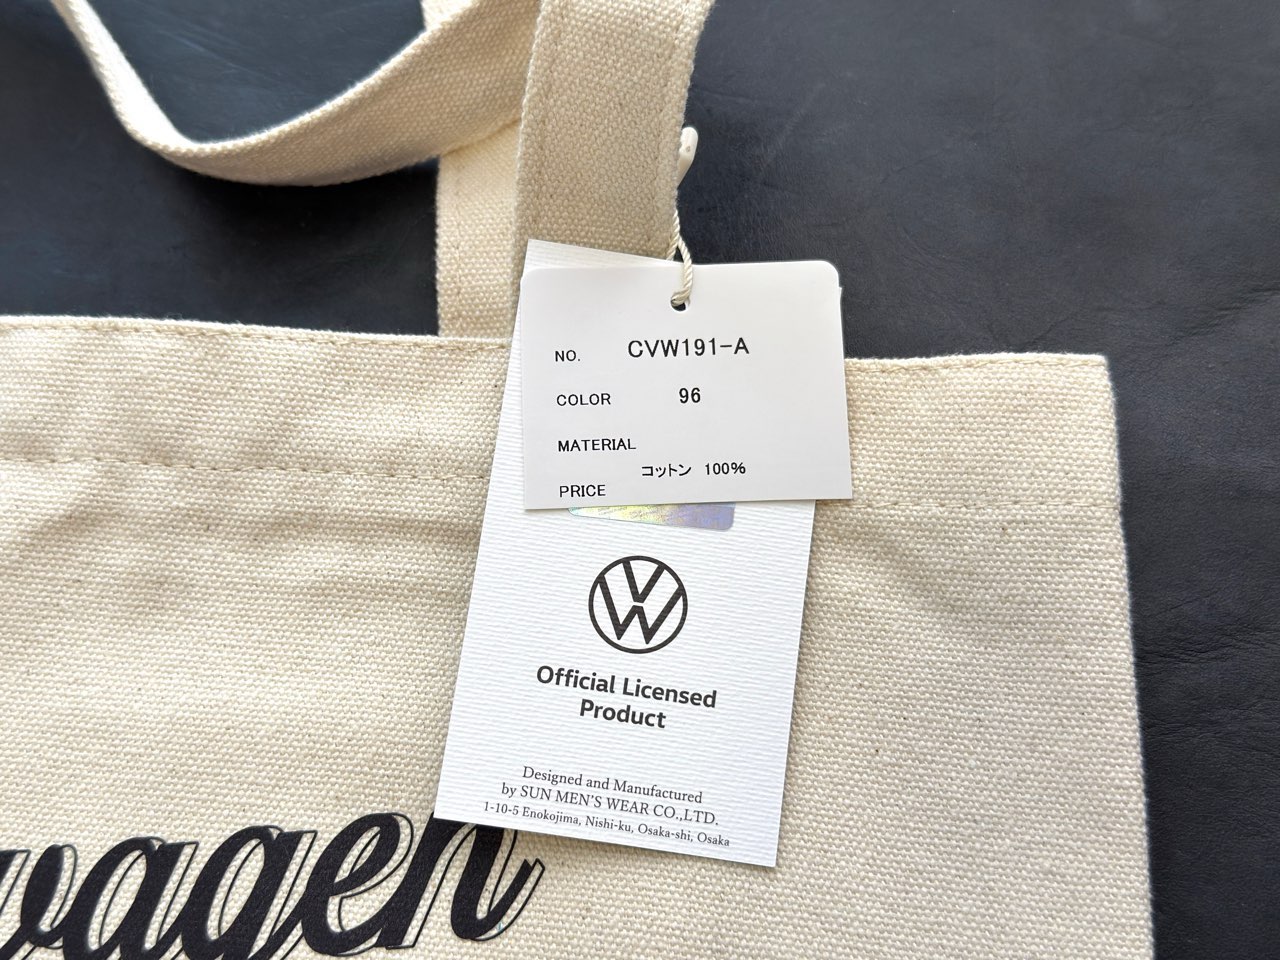 NO. CVW191-A
COLOR 96
MATERIAL
コットン 100%
PRICE
Official Licensed
Product
Designed and Manufactured
by SUN MEN'S WEAR CO.,LTD.
1-10-5 Enokojima, Nishi-ku, Osaka-shi, Osaka
wagen